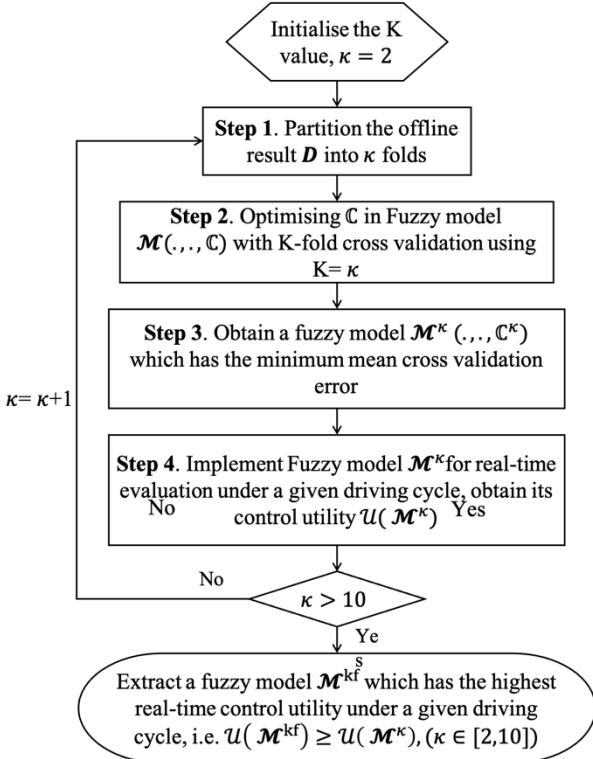 Initialise the K
value, κ = 2
Step 1. Partition the offline
result D into κ folds
Step 2. Optimising ℂ in Fuzzy model
ℳ(.,., ℂ) with K-fold cross validation using
K= κ
Step 3. Obtain a fuzzy model ℳ^κ (.,., ℂ^κ)
which has the minimum mean cross validation
error
κ= κ+1
Step 4. Implement Fuzzy model ℳ^κ for real-time
evaluation under a given driving cycle, obtain its
No control utility 𝒰( ℳ^κ) Yes
No
κ > 10
Ye
s
Extract a fuzzy model ℳ^kf which has the highest
real-time control utility under a given driving
cycle, i.e. 𝒰( ℳ^kf) ≥ 𝒰( ℳ^κ), (κ ∈ [2,10])